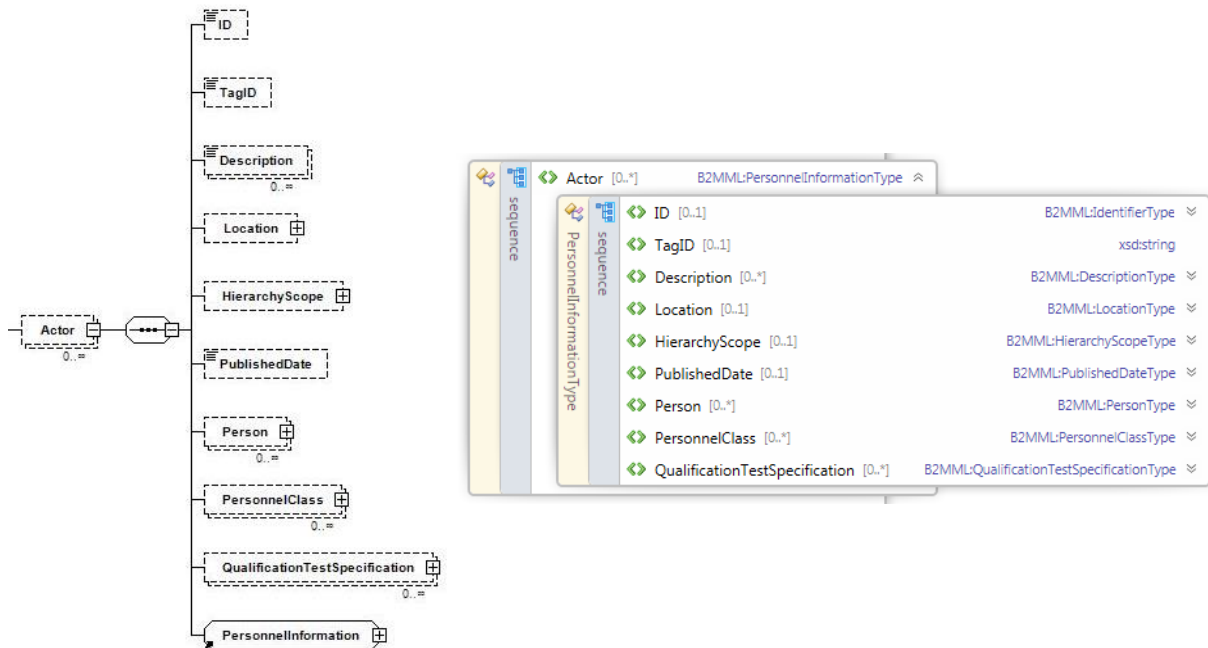 ID
TagID
Description
0..∞
Location
HierarchyScope
Actor
0..∞
PublishedDate
Person
0..∞
PersonnelClass
0..∞
QualificationTestSpecification
0..∞
PersonnelInformation
sequence
Actor [0..*] B2MML:PersonnelInformationType
PersonnelInformationType
sequence
ID [0..1] B2MML:IdentifierType
TagID [0..1] xsd:string
Description [0..*] B2MML:DescriptionType
Location [0..1] B2MML:LocationType
HierarchyScope [0..1] B2MML:HierarchyScopeType
PublishedDate [0..1] B2MML:PublishedDateType
Person [0..*] B2MML:PersonType
PersonnelClass [0..*] B2MML:PersonnelClassType
QualificationTestSpecification [0..*] B2MML:QualificationTestSpecificationType